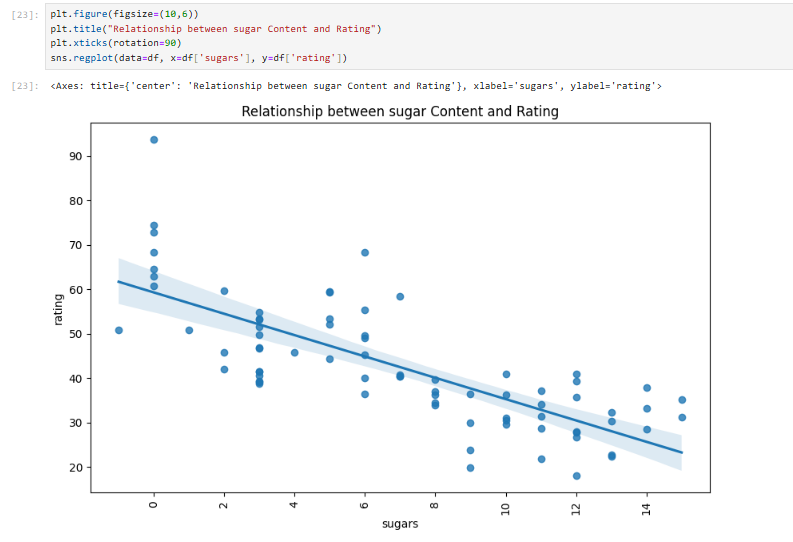 [23]: plt.figure(figsize=(10,6))
plt.title("Relationship between sugar Content and Rating")
plt.xticks(rotation=90)
sns.regplot(data=df, x=df['sugars'], y=df['rating'])
[23]: <Axes: title={'center': 'Relationship between sugar Content and Rating'}, xlabel='sugars', ylabel='rating'>
Relationship between sugar Content and Rating
90
80
70
60
50
40
30
20
rating
0 2 4 6 8 10 12 14
sugars